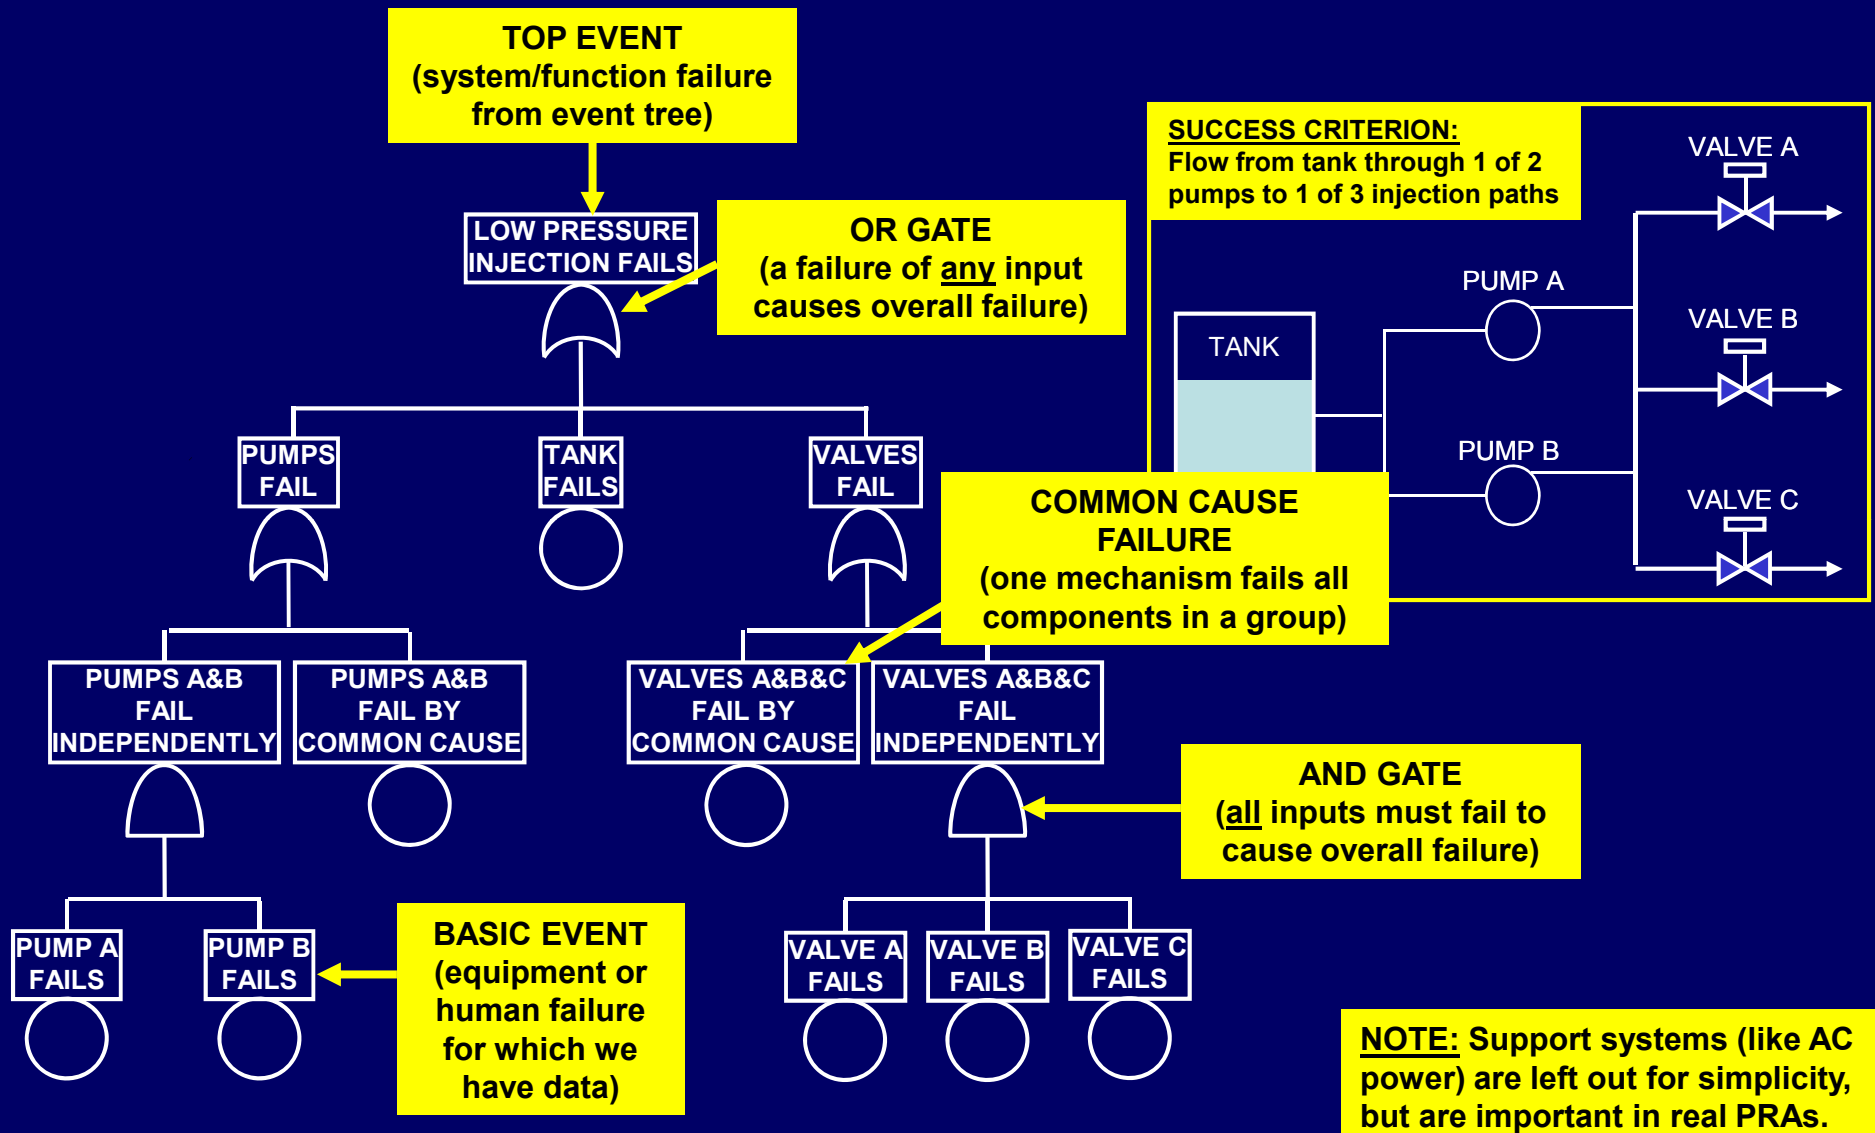 TOP EVENT
(system/function failure
from event tree)
SUCCESS CRITERION:
Flow from tank through 1 of 2
pumps to 1 of 3 injection paths
VALVE A
LOW PRESSURE
INJECTION FAILS
OR GATE
(a failure of any input
causes overall failure)
PUMP A
TANK
VALVE B
PUMPS
FAIL
TANK
FAILS
VALVES
FAIL
PUMP B
VALVE C
COMMON CAUSE
FAILURE
(one mechanism fails all
components in a group)
PUMPS A&B
FAIL
INDEPENDENTLY
PUMPS A&B
FAIL BY
COMMON CAUSE
VALVES A&B&C
FAIL BY
COMMON CAUSE
VALVES A&B&C
FAIL
INDEPENDENTLY
AND GATE
(all inputs must fail to
cause overall failure)
PUMP A
FAILS
PUMP B
FAILS
BASIC EVENT
(equipment or
human failure
for which we
have data)
VALVE A
FAILS
VALVE B
FAILS
VALVE C
FAILS
NOTE: Support systems (like AC
power) are left out for simplicity,
but are important in real PRAs.